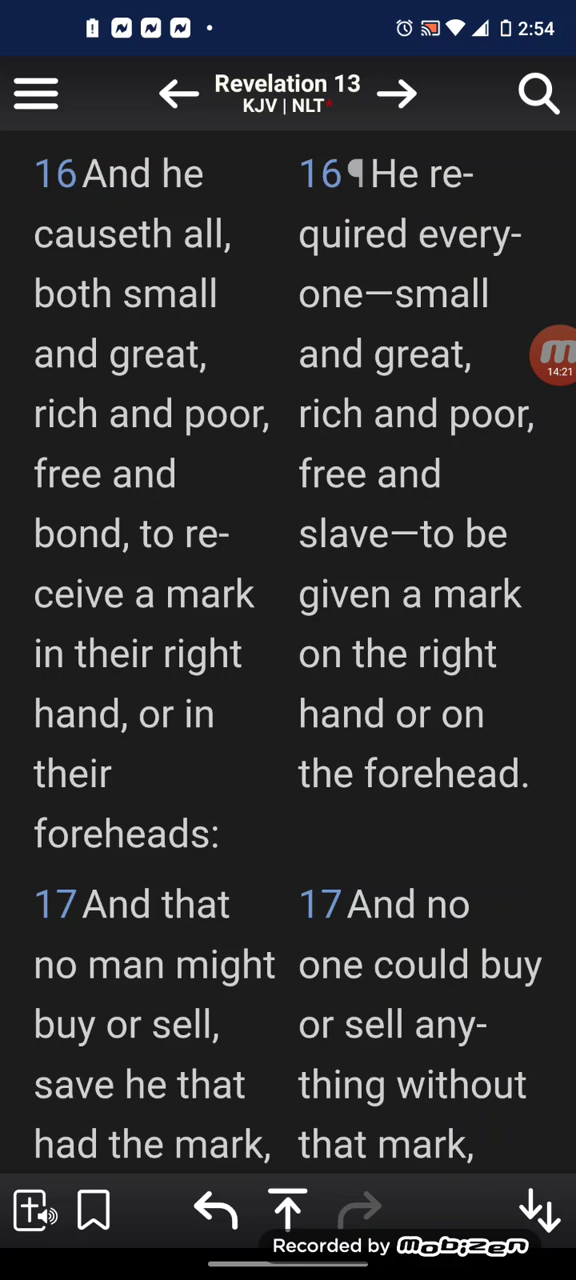 2:54
Revelation 13
KJV | NLT*
16 And he
causeth all,
both small
and great,
rich and poor,
free and
bond, to re-
ceive a mark
in their right
hand, or in
their
foreheads:
17 And that
no man might
buy or sell,
save he that
had the mark,
16 ¶He re-
quired every-
one—small
and great,
rich and poor,
free and
slave—to be
given a mark
on the right
hand or on
the forehead.
17 And no
one could buy
or sell any-
thing without
that mark,
m
14:21
Recorded by mobizen